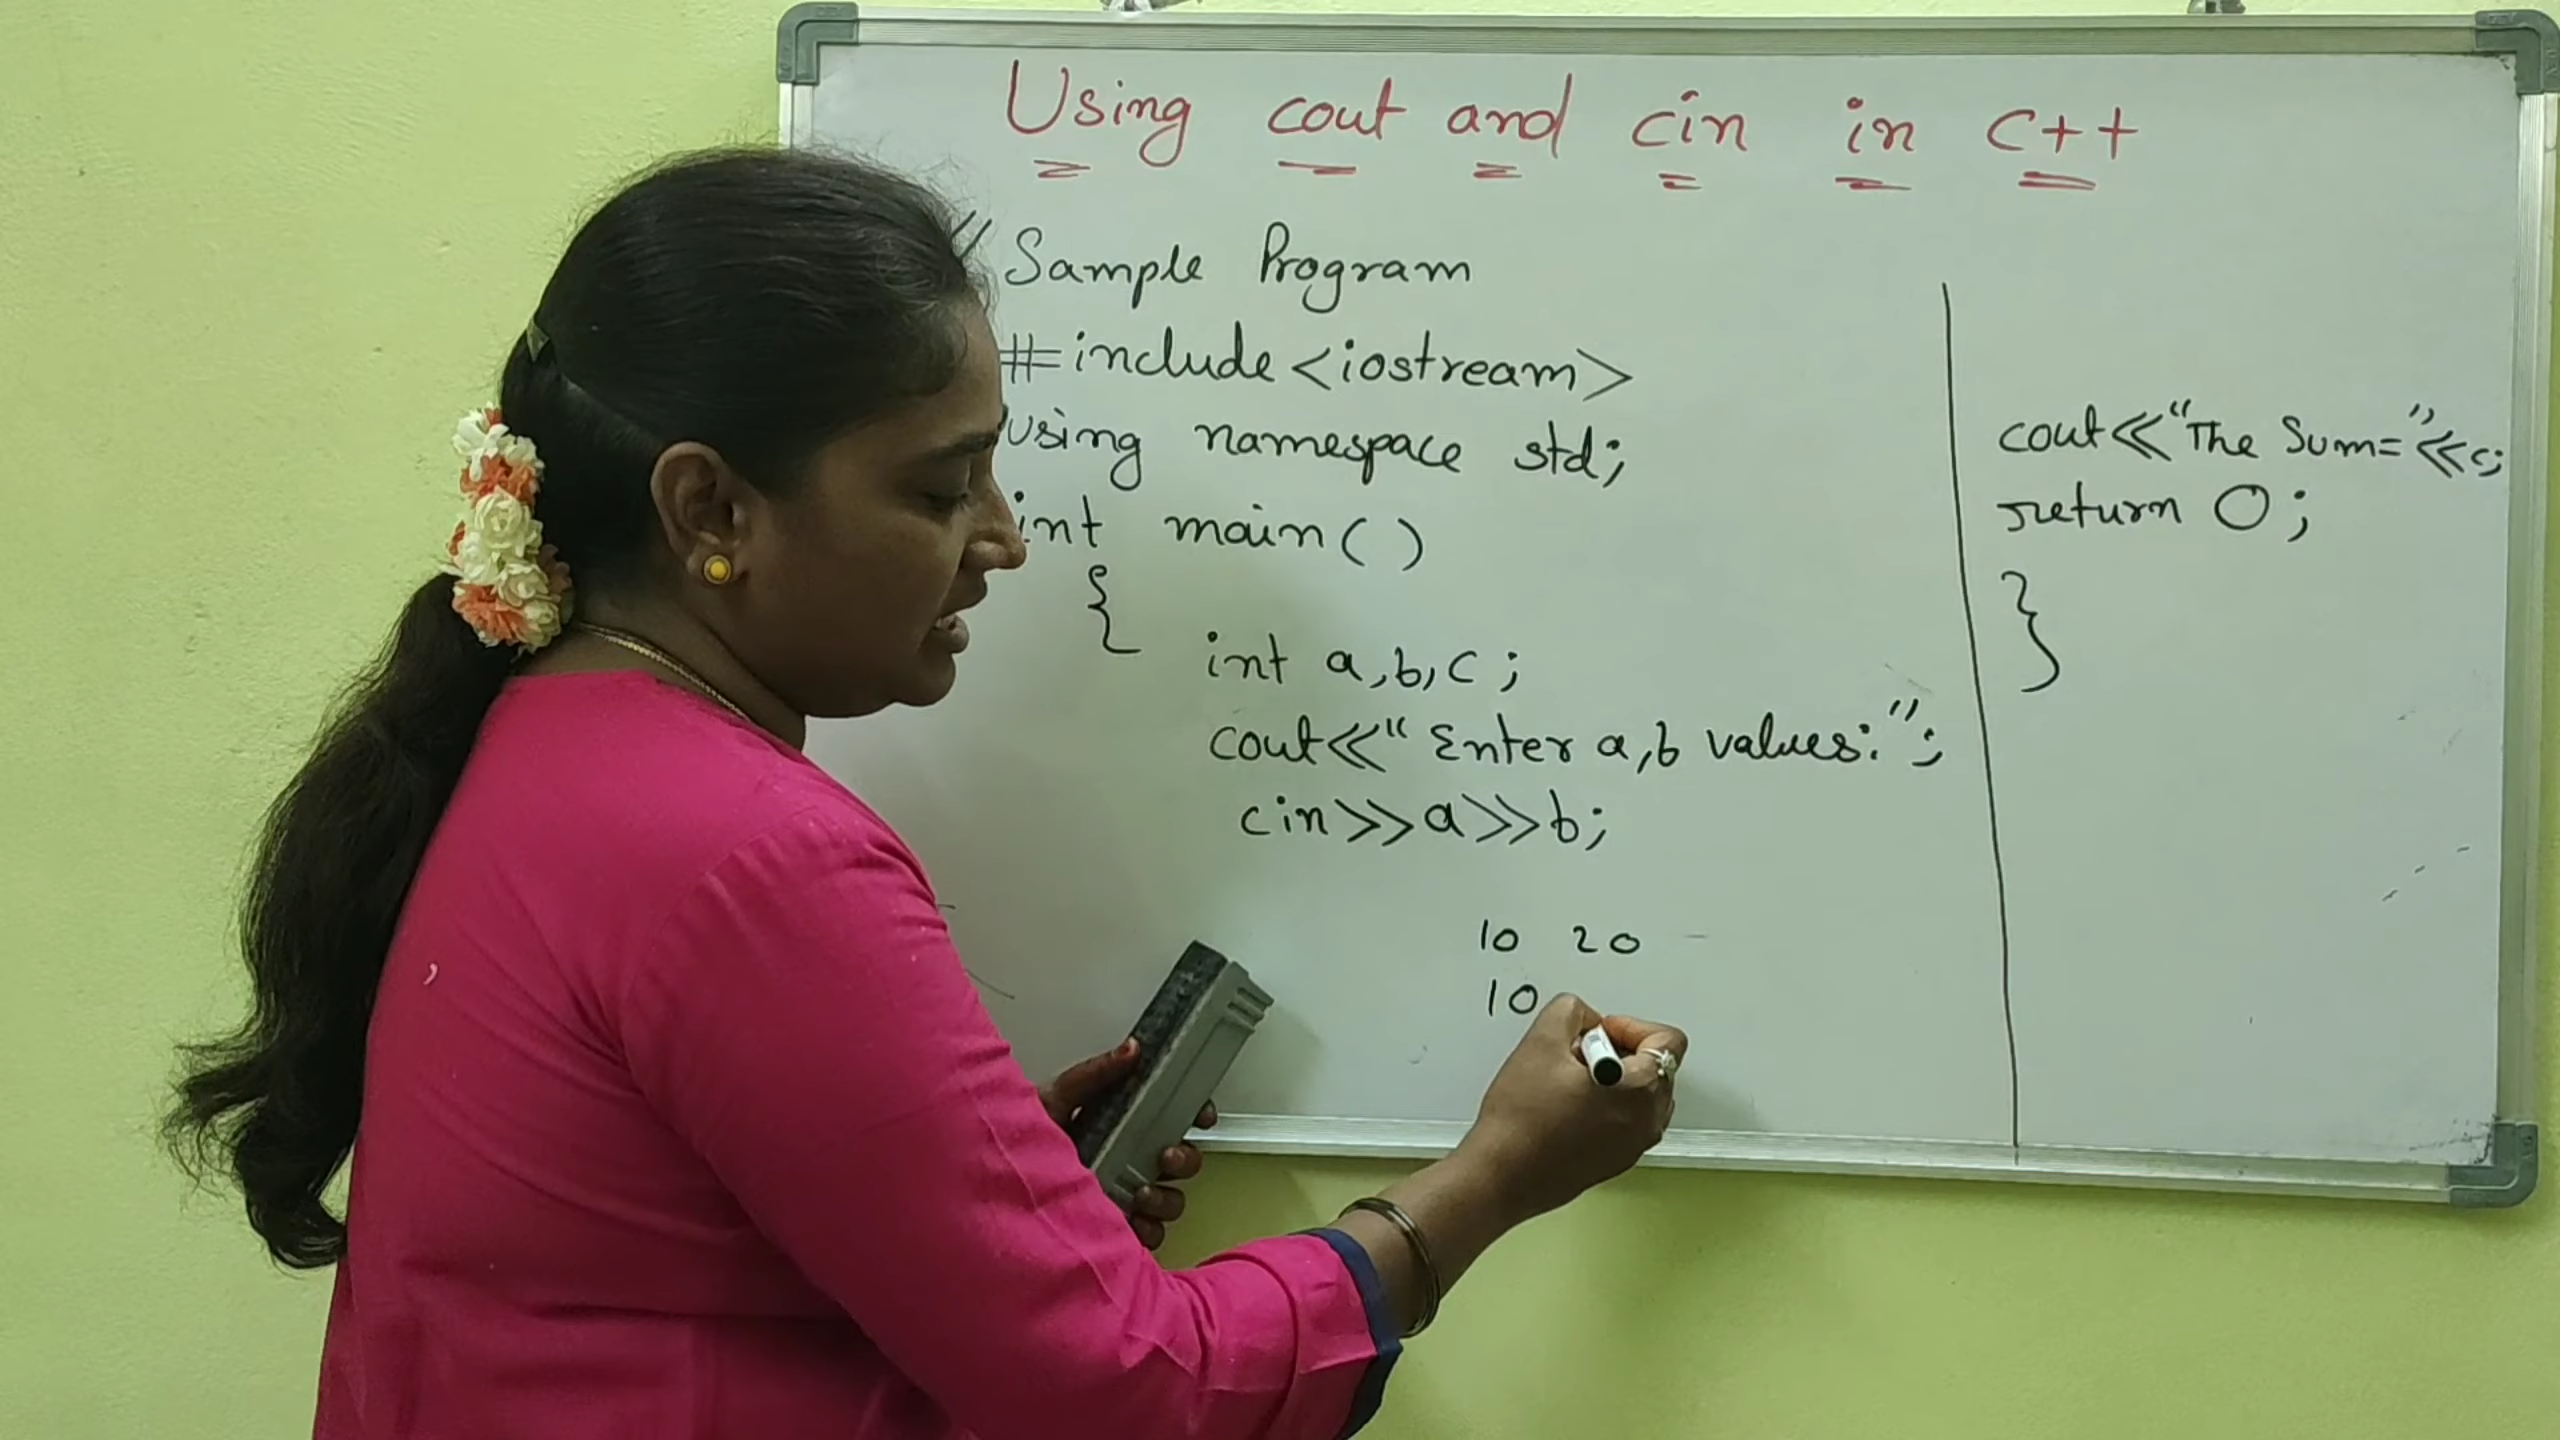 Using cout and cin in C++
// Sample Program
#include <iostream>
using namespace std;
int main()
{
int a,b,c;
cout<<"Enter a,b values:";
cin>>a>>b;
10 20
10
cout<<"The Sum="<<c;
return 0;
}